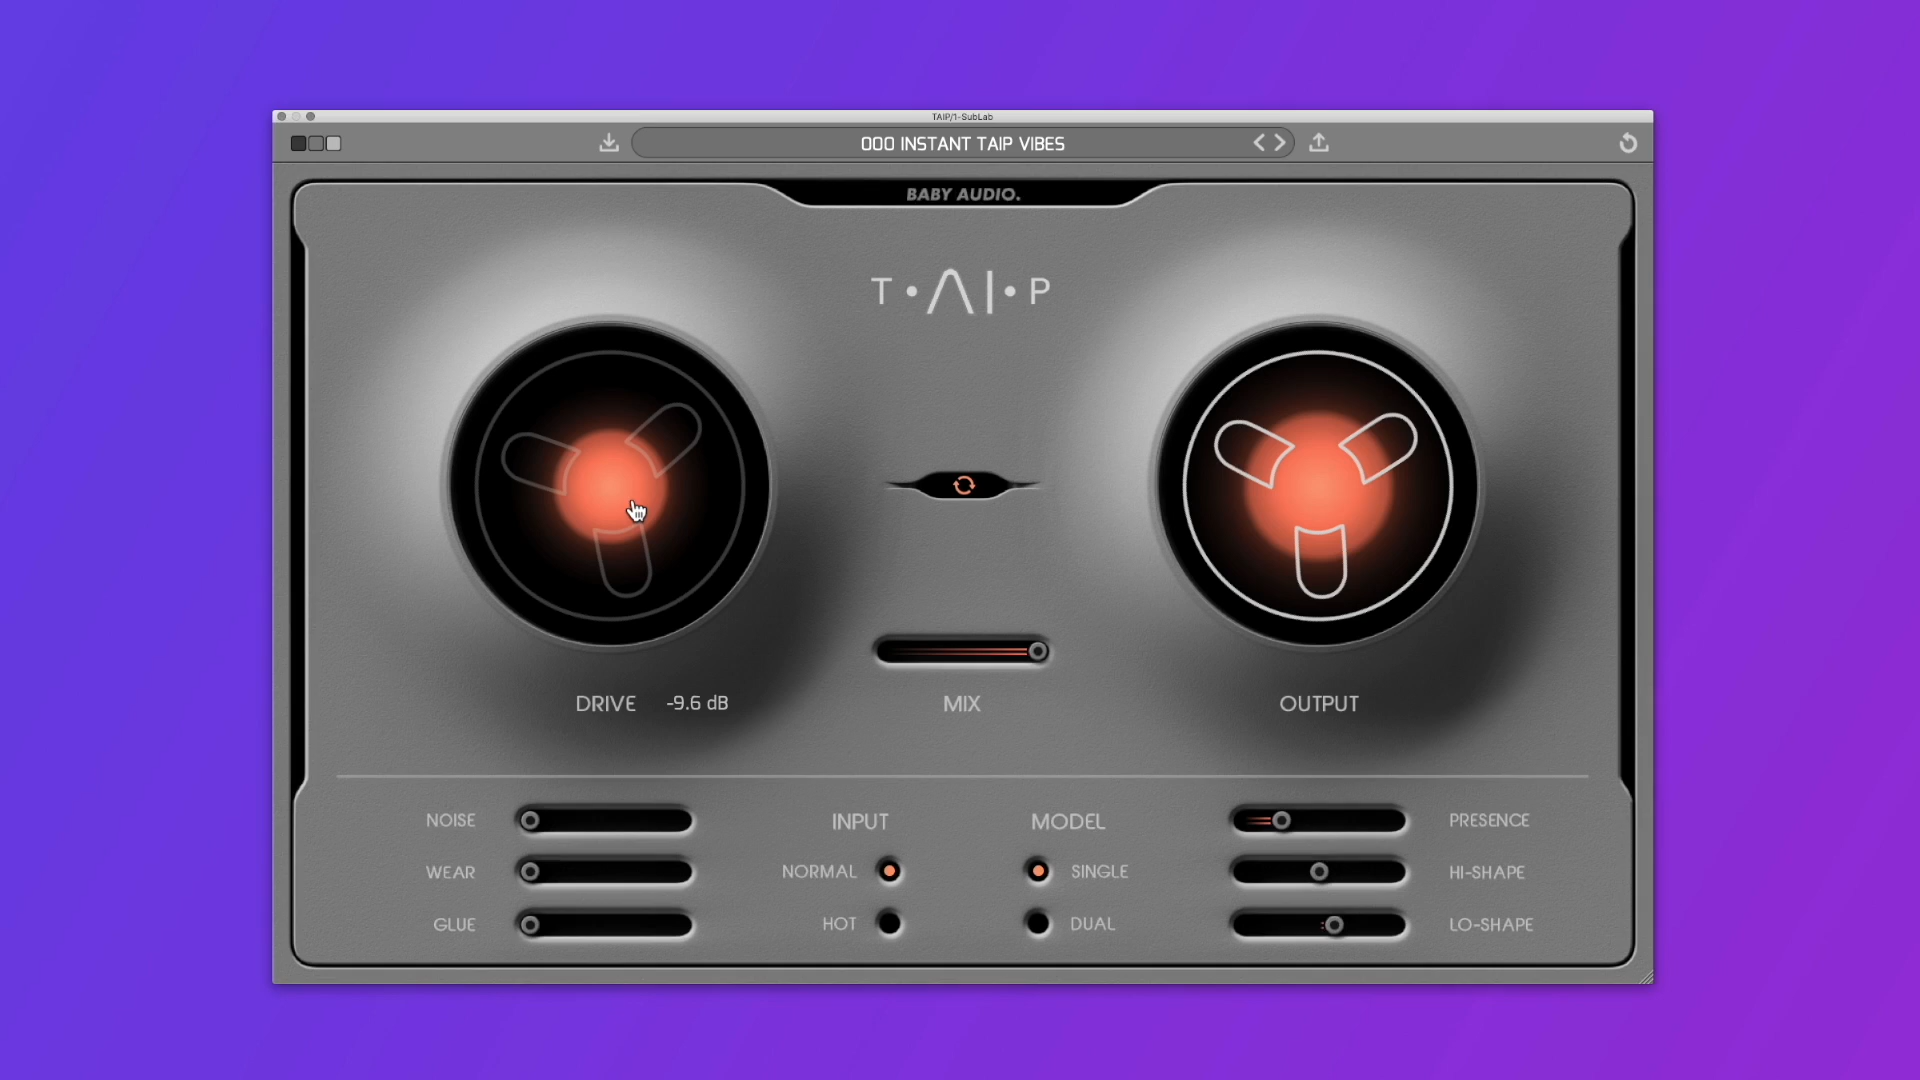 TAIP/1-SubLab
000 INSTANT TAIP VIBES
BABY AUDIO.
T•AI•P
DRIVE -9.6 dB
MIX
OUTPUT
NOISE
WEAR
GLUE
INPUT
NORMAL
HOT
MODEL
SINGLE
DUAL
PRESENCE
HI-SHAPE
LO-SHAPE